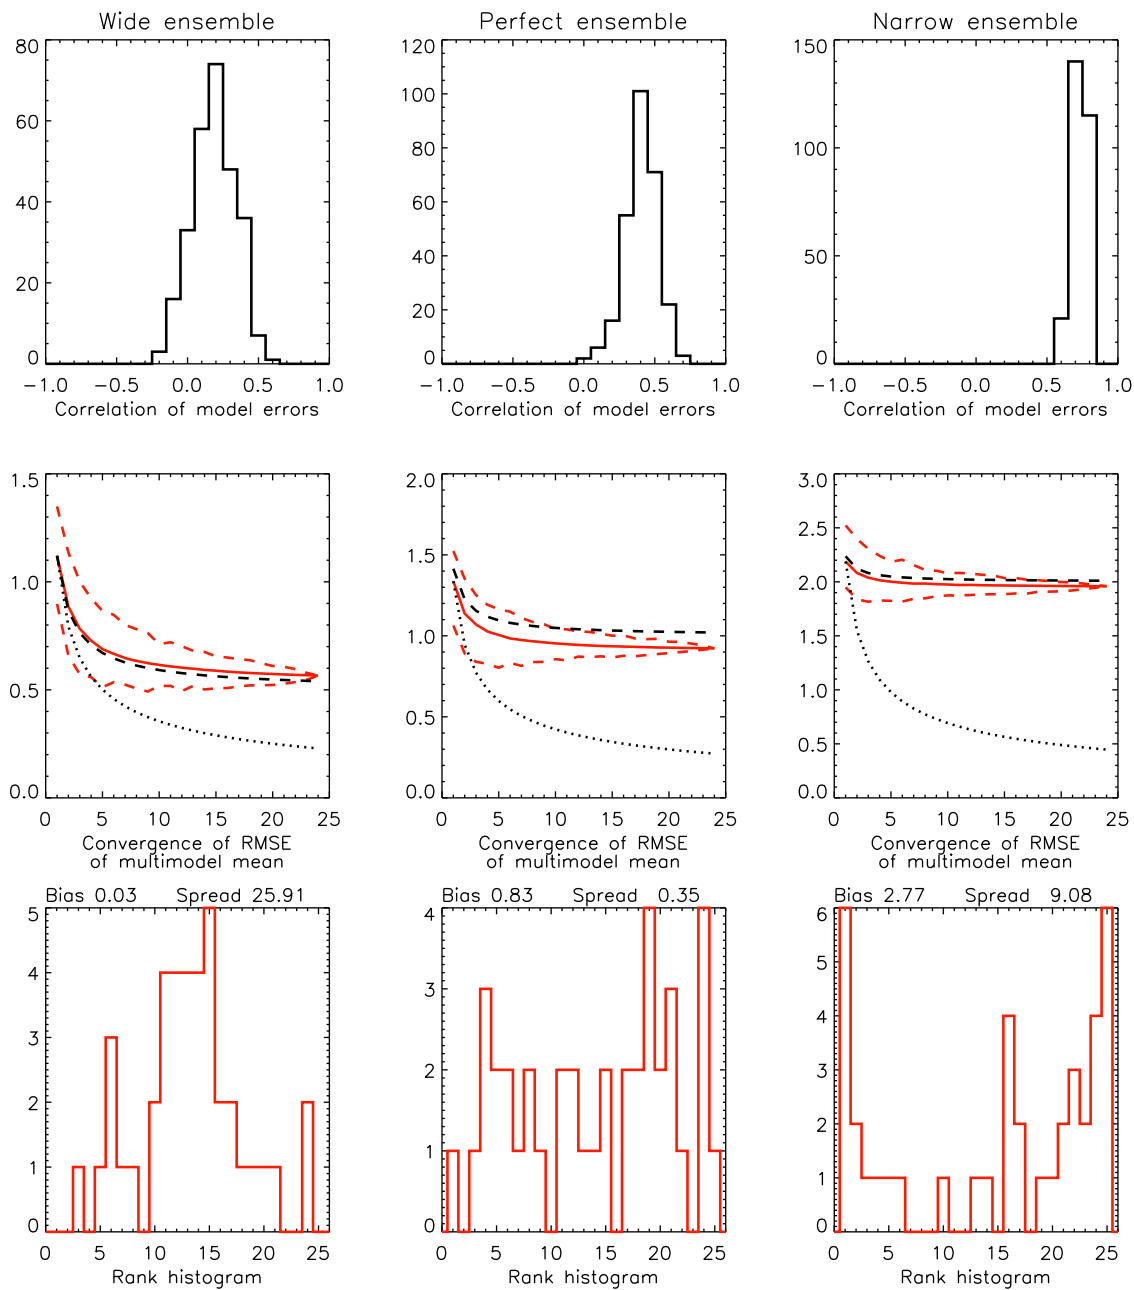 Wide ensemble
Perfect ensemble
Narrow ensemble
80
60
40
20
0
−1.0 −0.5 0.0 0.5 1.0
Correlation of model errors
120
100
80
60
40
20
0
−1.0 −0.5 0.0 0.5 1.0
Correlation of model errors
150
100
50
0
−1.0 −0.5 0.0 0.5 1.0
Correlation of model errors
1.5
1.0
0.5
0.0
0 5 10 15 20 25
Convergence of RMSE
of multimodel mean
2.0
1.5
1.0
0.5
0.0
0 5 10 15 20 25
Convergence of RMSE
of multimodel mean
3.0
2.5
2.0
1.5
1.0
0.5
0.0
0 5 10 15 20 25
Convergence of RMSE
of multimodel mean
Bias 0.03 Spread 25.91
5
4
3
2
1
0
0 5 10 15 20 25
Rank histogram
Bias 0.83 Spread 0.35
4
3
2
1
0
0 5 10 15 20 25
Rank histogram
Bias 2.77 Spread 9.08
6
5
4
3
2
1
0
0 5 10 15 20 25
Rank histogram